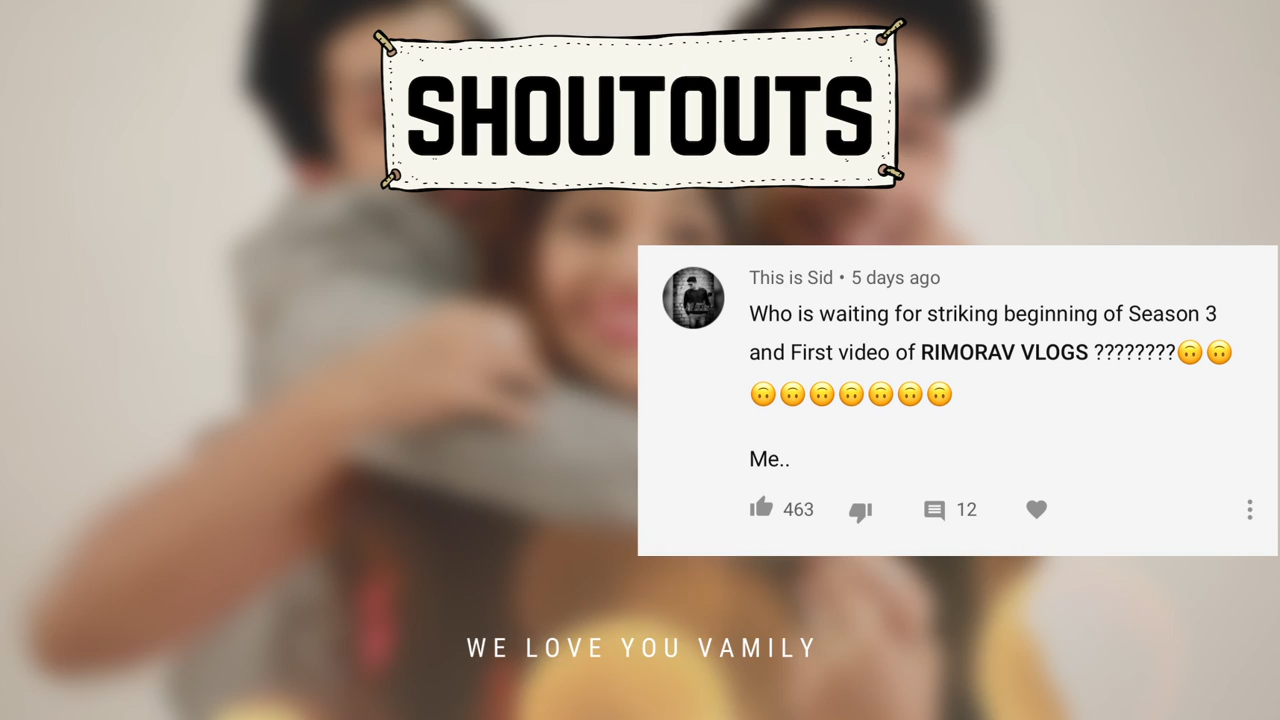 SHOUTOUTS
This is Sid • 5 days ago
Who is waiting for striking beginning of Season 3
and First video of RIMORAV VLOGS ????????🙃🙃
🙃🙃🙃🙃🙃🙃🙃
Me..
463 12
WE LOVE YOU VAMILY